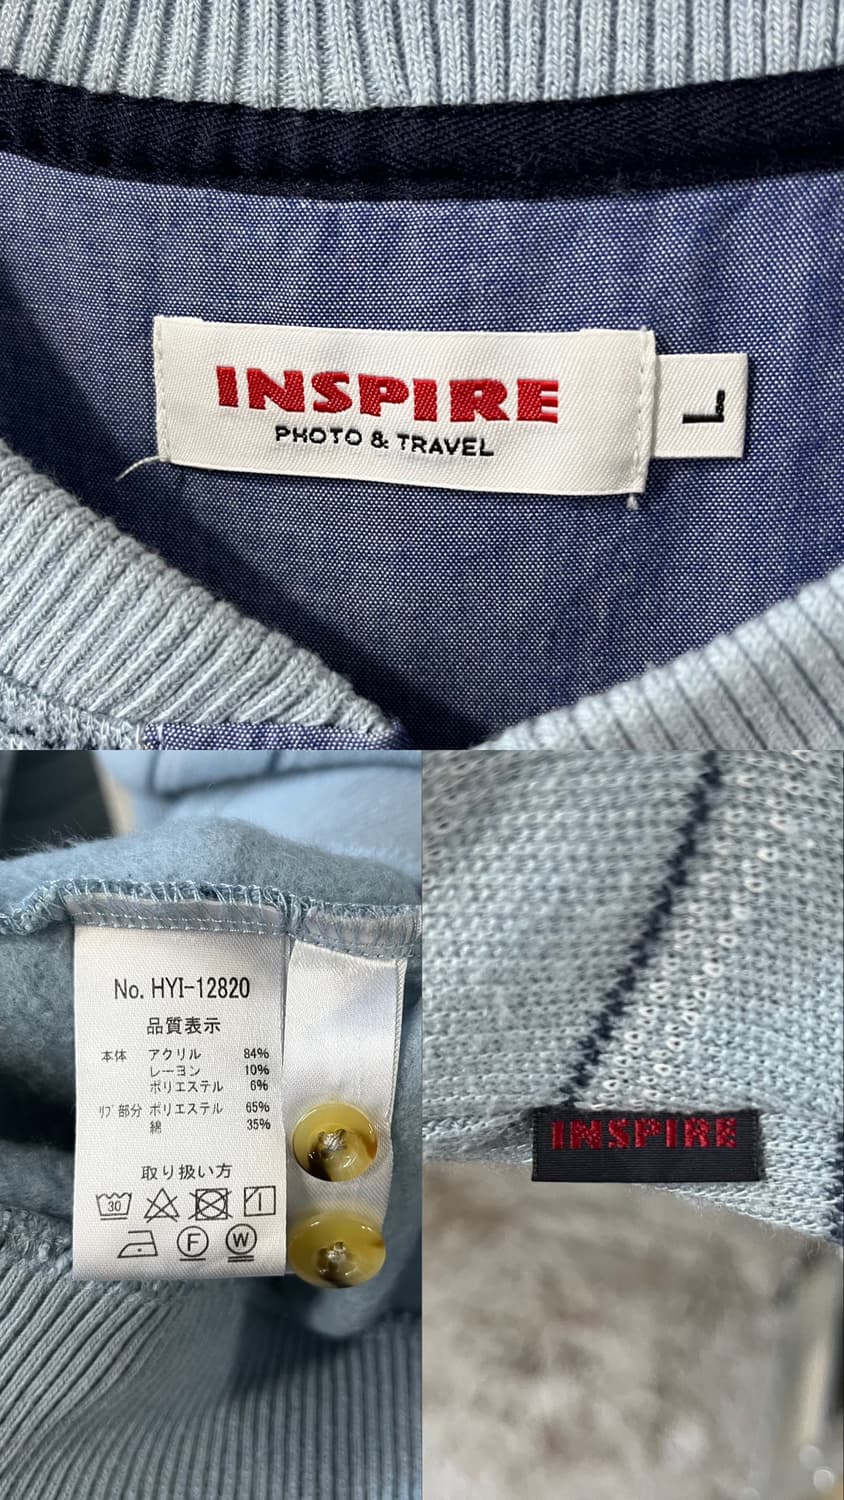 INSPIRE
PHOTO & TRAVEL
L
No. HYI-12820
品質表示
本体 アクリル 84%
レーヨン 10%
ポリエステル 6%
リブ部分 ポリエステル 65%
綿 35%
取り扱い方
30
F W
INSPIRE